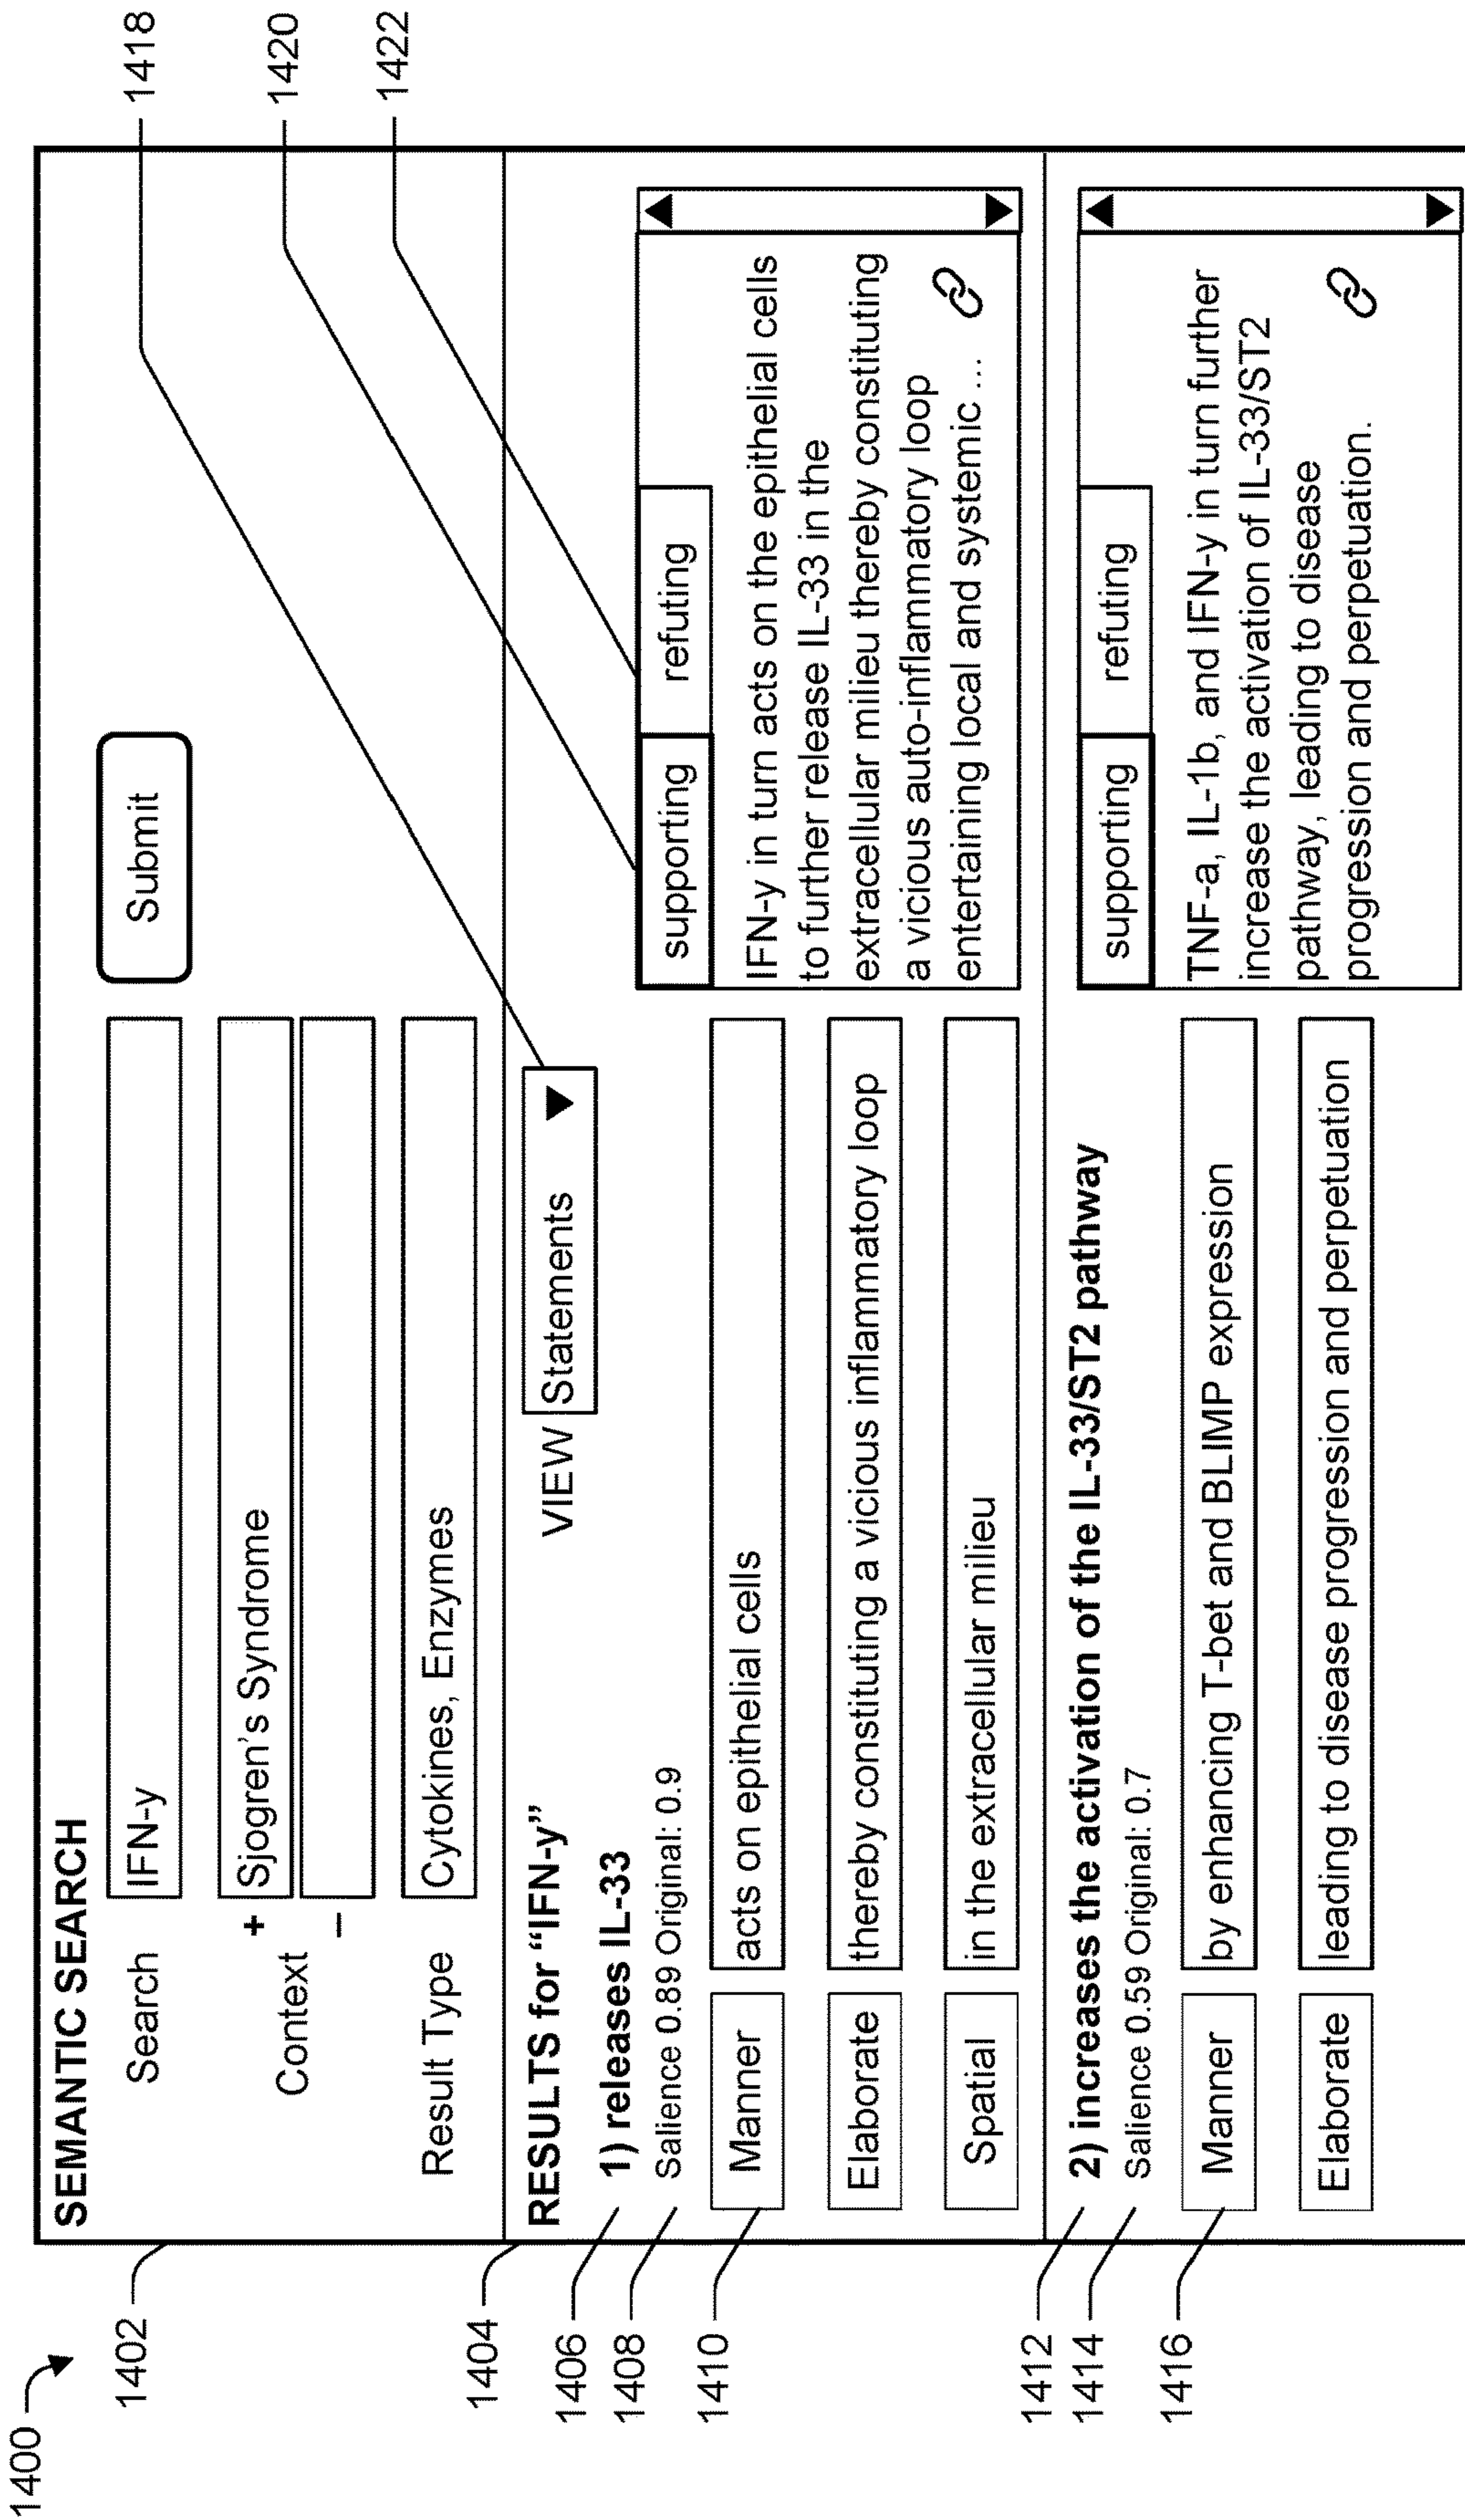 1400
1402
SEMANTIC SEARCH
Search IFN-y Submit
+ Sjogren's Syndrome
Context
−
Result Type Cytokines, Enzymes
1418
1420
1422
1404
RESULTS for “IFN-y” VIEW Statements
1406
1) releases IL-33
1408
Salience 0.89 Original: 0.9
1410
Manner acts on epithelial cells
Elaborate thereby constituting a vicious inflammatory loop
Spatial in the extracellular milieu
supporting refuting
IFN-y in turn acts on the epithelial cells
to further release IL-33 in the
extracellular milieu thereby constituting
a vicious auto-inflammatory loop
entertaining local and systemic ...
1412
2) increases the activation of the IL-33/ST2 pathway
1414
Salience 0.59 Original: 0.7
1416
Manner by enhancing T-bet and BLIMP expression
Elaborate leading to disease progression and perpetuation
supporting refuting
TNF-a, IL-1b, and IFN-y in turn further
increase the activation of IL-33/ST2
pathway, leading to disease
progression and perpetuation.